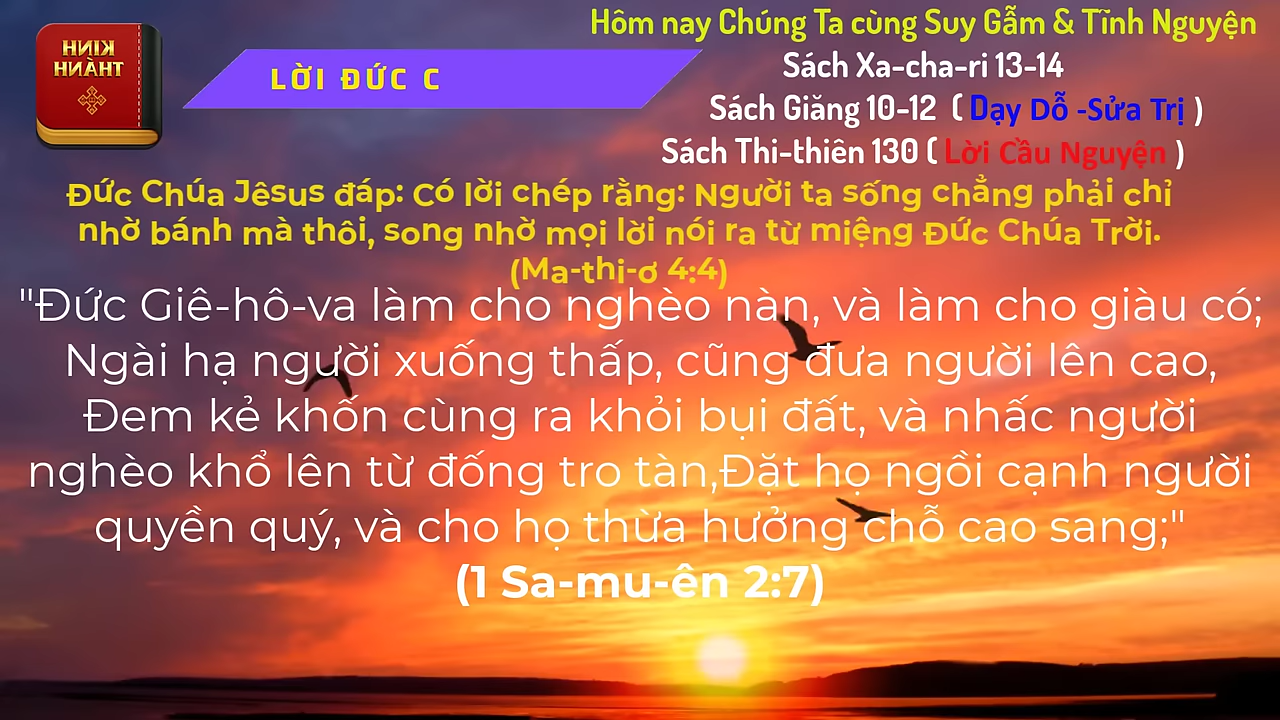 KINH
THÀNH
LỜI ĐỨC C
Hôm nay Chúng Ta cùng Suy Gẫm & Tĩnh Nguyện
Sách Xa-cha-ri 13-14
Sách Giăng 10-12 ( Dạy Dỗ -Sửa Trị )
Sách Thi-thiên 130 ( Lời Cầu Nguyện )
Đức Chúa Jêsus đáp: Có lời chép rằng: Người ta sống chẳng phải chỉ
nhờ bánh mà thôi, song nhờ mọi lời nói ra từ miệng Đức Chúa Trời.
(Ma-thi-ơ 4:4)
"Đức Giê-hô-va làm cho nghèo nàn, và làm cho giàu có;
Ngài hạ người xuống thấp, cũng đưa người lên cao,
Đem kẻ khốn cùng ra khỏi bụi đất, và nhấc người
nghèo khổ lên từ đống tro tàn,Đặt họ ngồi cạnh người
quyền quý, và cho họ thừa hưởng chỗ cao sang;"
(1 Sa-mu-ên 2:7)